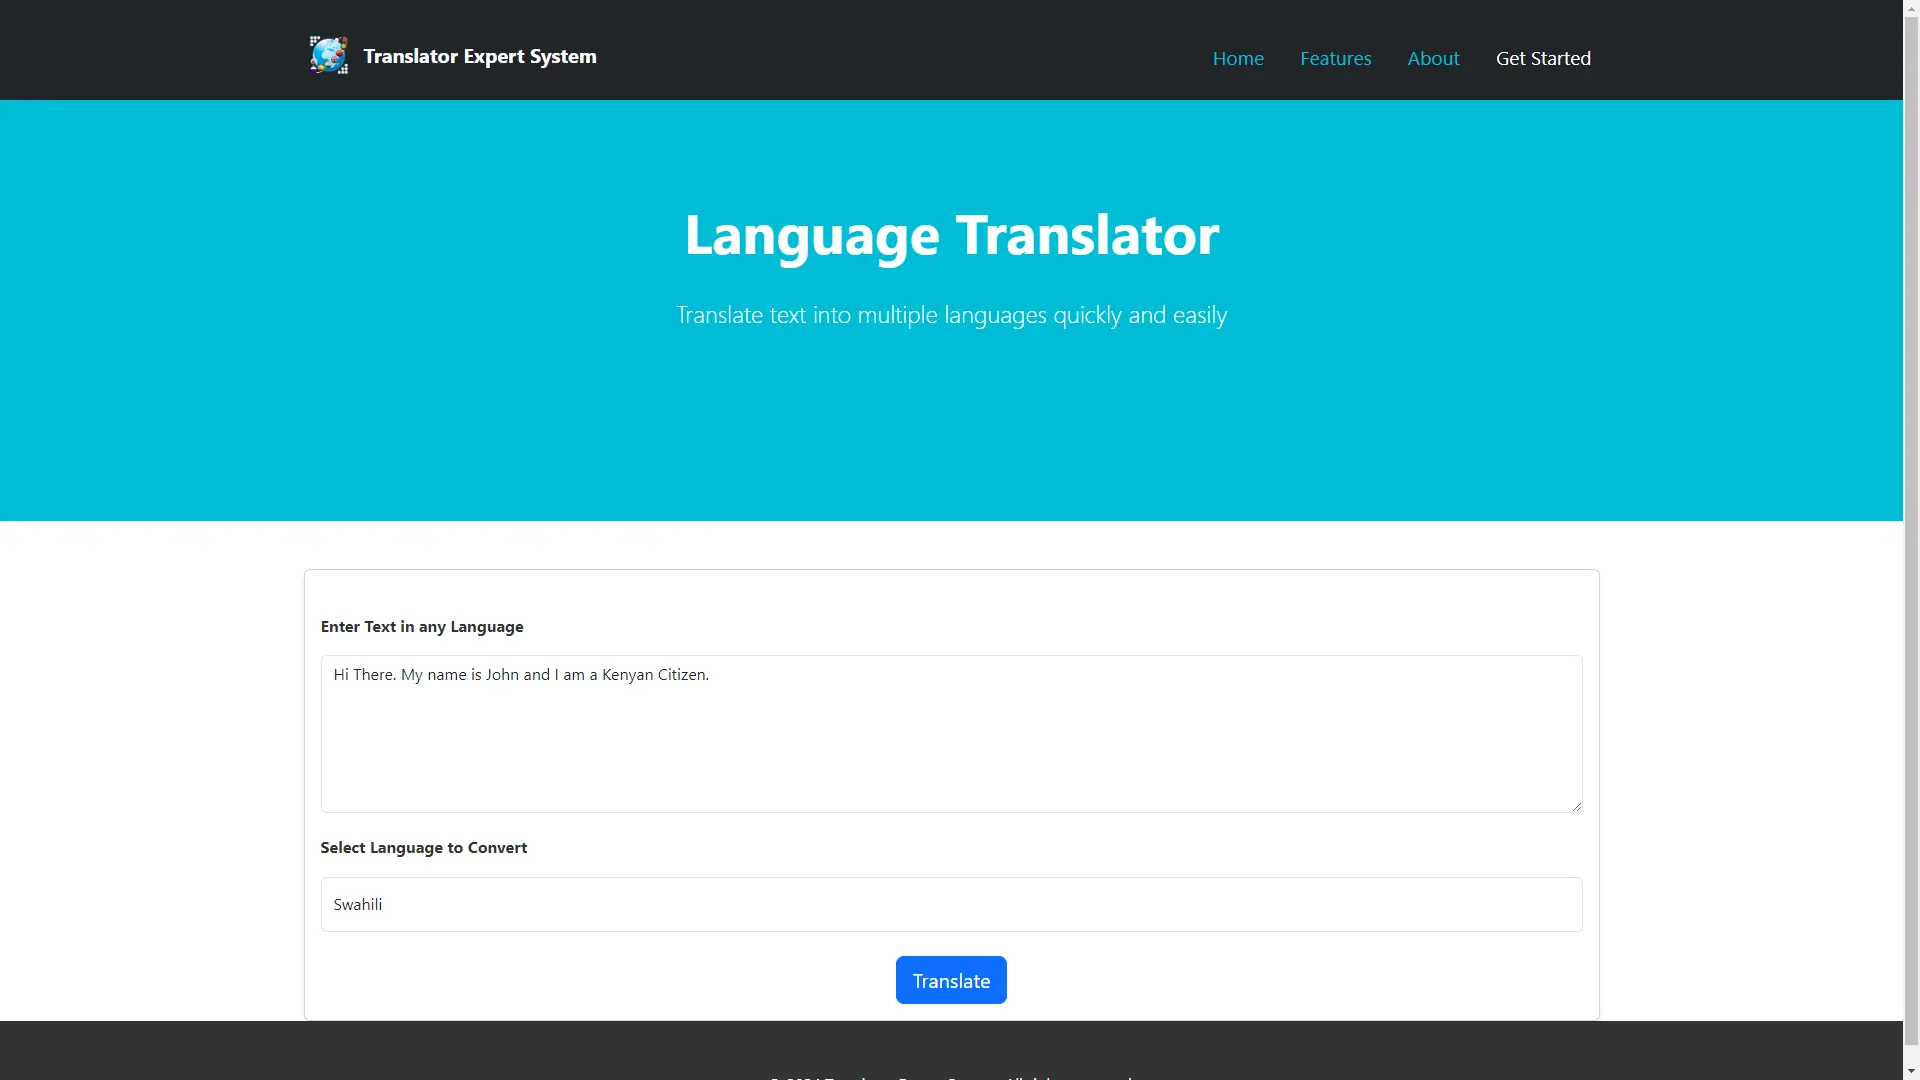 Translator Expert System
Home
Features
About
Get Started
Language Translator
Translate text into multiple languages quickly and easily
Enter Text in any Language
Hi There. My name is John and I am a Kenyan Citizen.
Select Language to Convert
Swahili
Translate